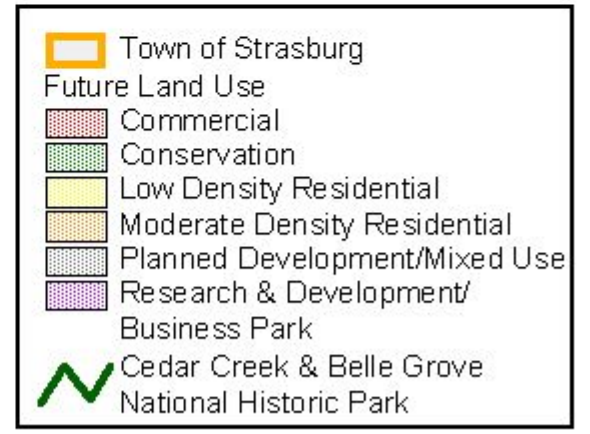 Town of Strasburg
Future Land Use
Commercial
Conservation
Low Density Residential
Moderate Density Residential
Planned Development/Mixed Use
Research & Development/
Business Park
Cedar Creek & Belle Grove
National Historic Park